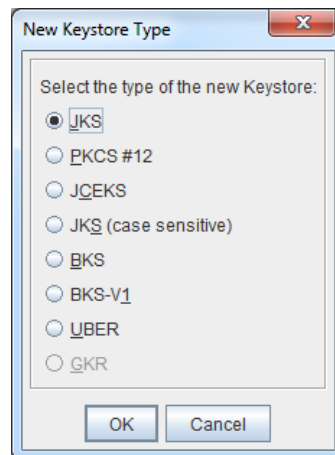 New Keystore Type
Select the type of the new Keystore:
JKS
PKCS #12
JCEKS
JKS (case sensitive)
BKS
BKS-V1
UBER
GKR
OK Cancel